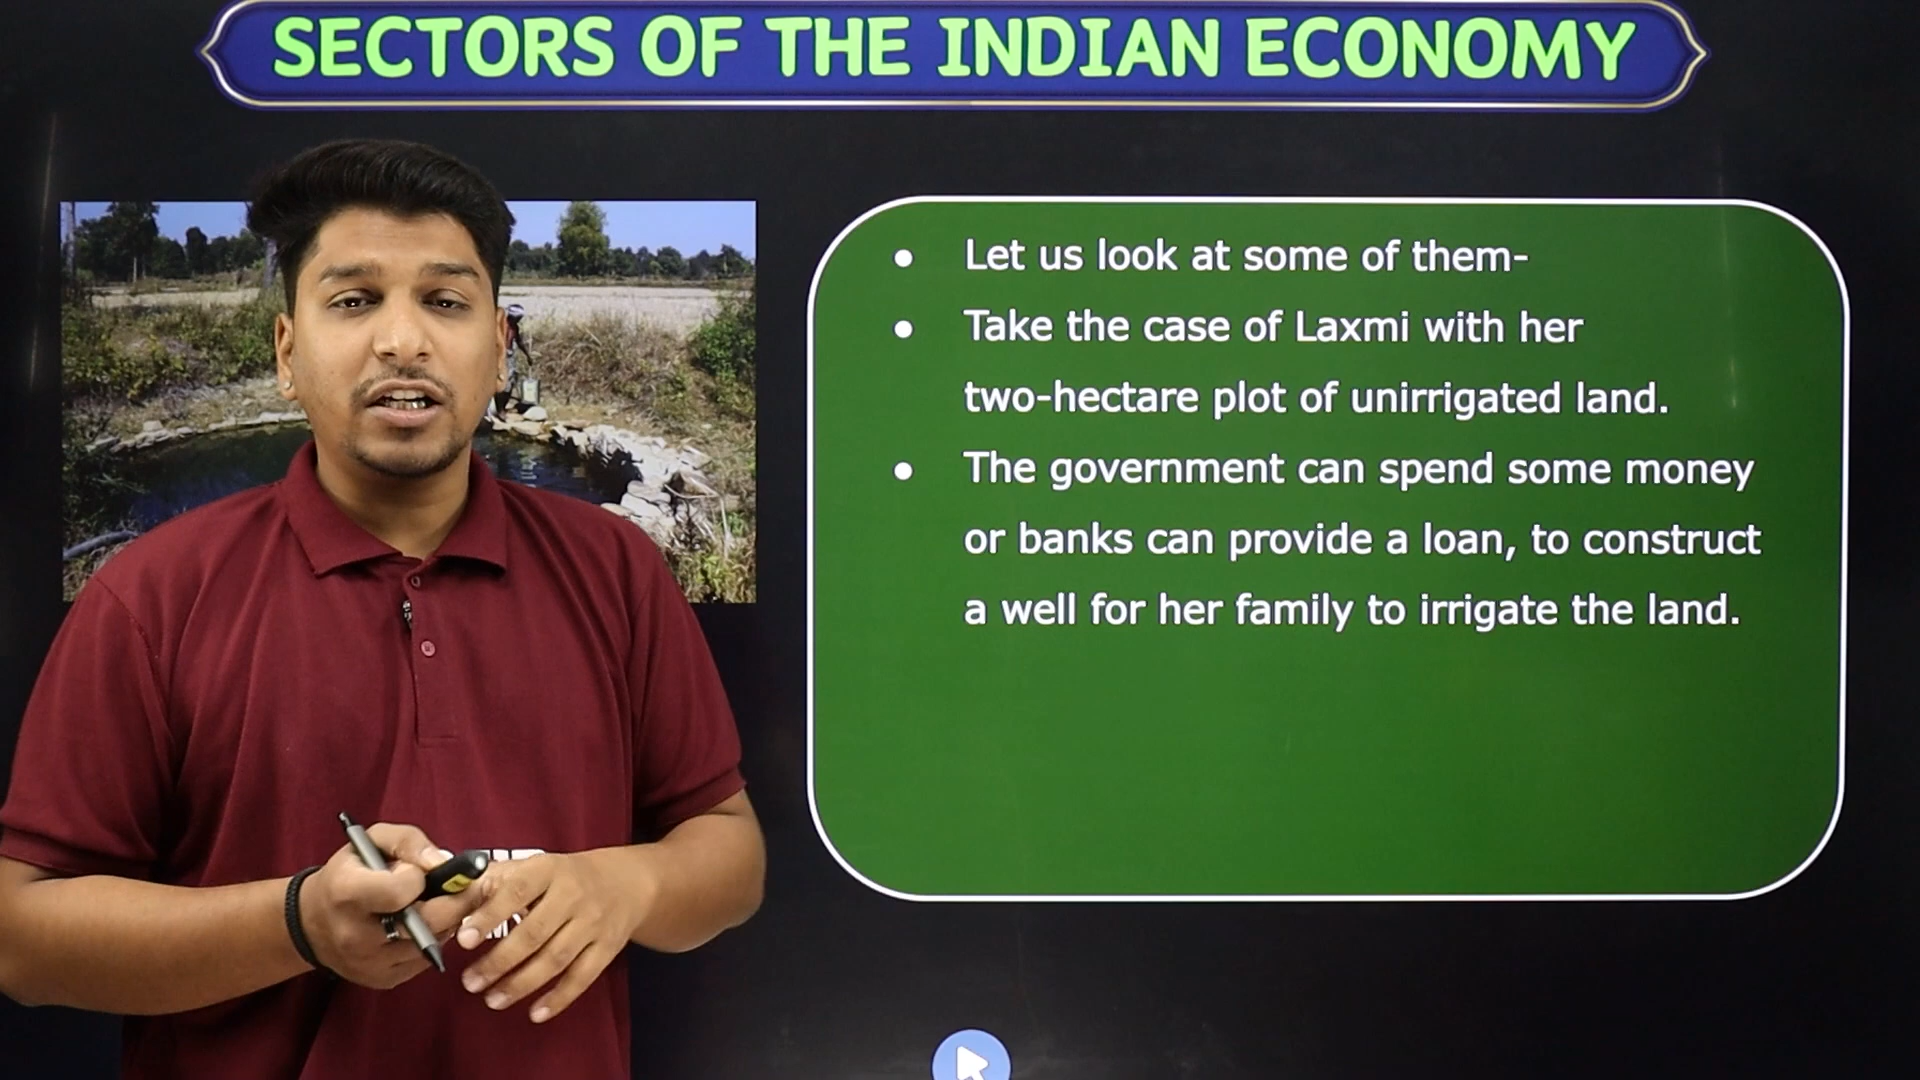 SECTORS OF THE INDIAN ECONOMY
● Let us look at some of them-
● Take the case of Laxmi with her
two-hectare plot of unirrigated land.
● The government can spend some money
or banks can provide a loan, to construct
a well for her family to irrigate the land.